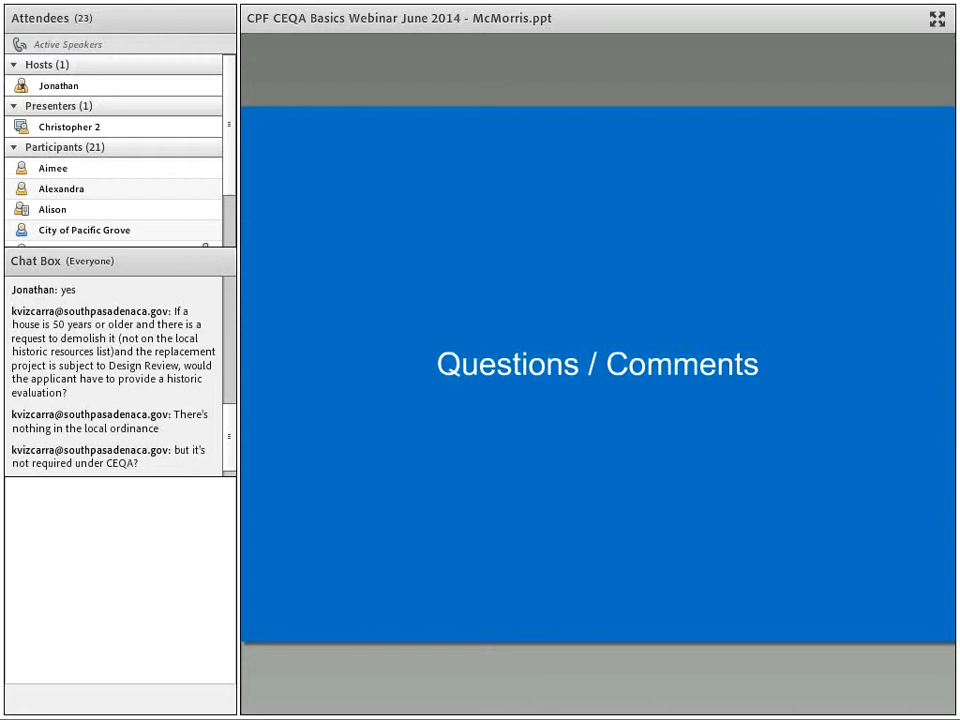 Attendees (23)
Active Speakers
Hosts (1)
Jonathan
Presenters (1)
Christopher 2
Participants (21)
Aimee
Alexandra
Alison
City of Pacific Grove
Chat Box (Everyone)
Jonathan: yes
kvizcarra@southpasadenaca.gov: If a
house is 50 years or older and there is a
request to demolish it (not on the local
historic resources list)and the replacement
project is subject to Design Review, would
the applicant have to provide a historic
evaluation?
kvizcarra@southpasadenaca.gov: There's
nothing in the local ordinance
kvizcarra@southpasadenaca.gov: but it's
not required under CEQA?
CPF CEQA Basics Webinar June 2014 - McMorris.ppt
Questions / Comments